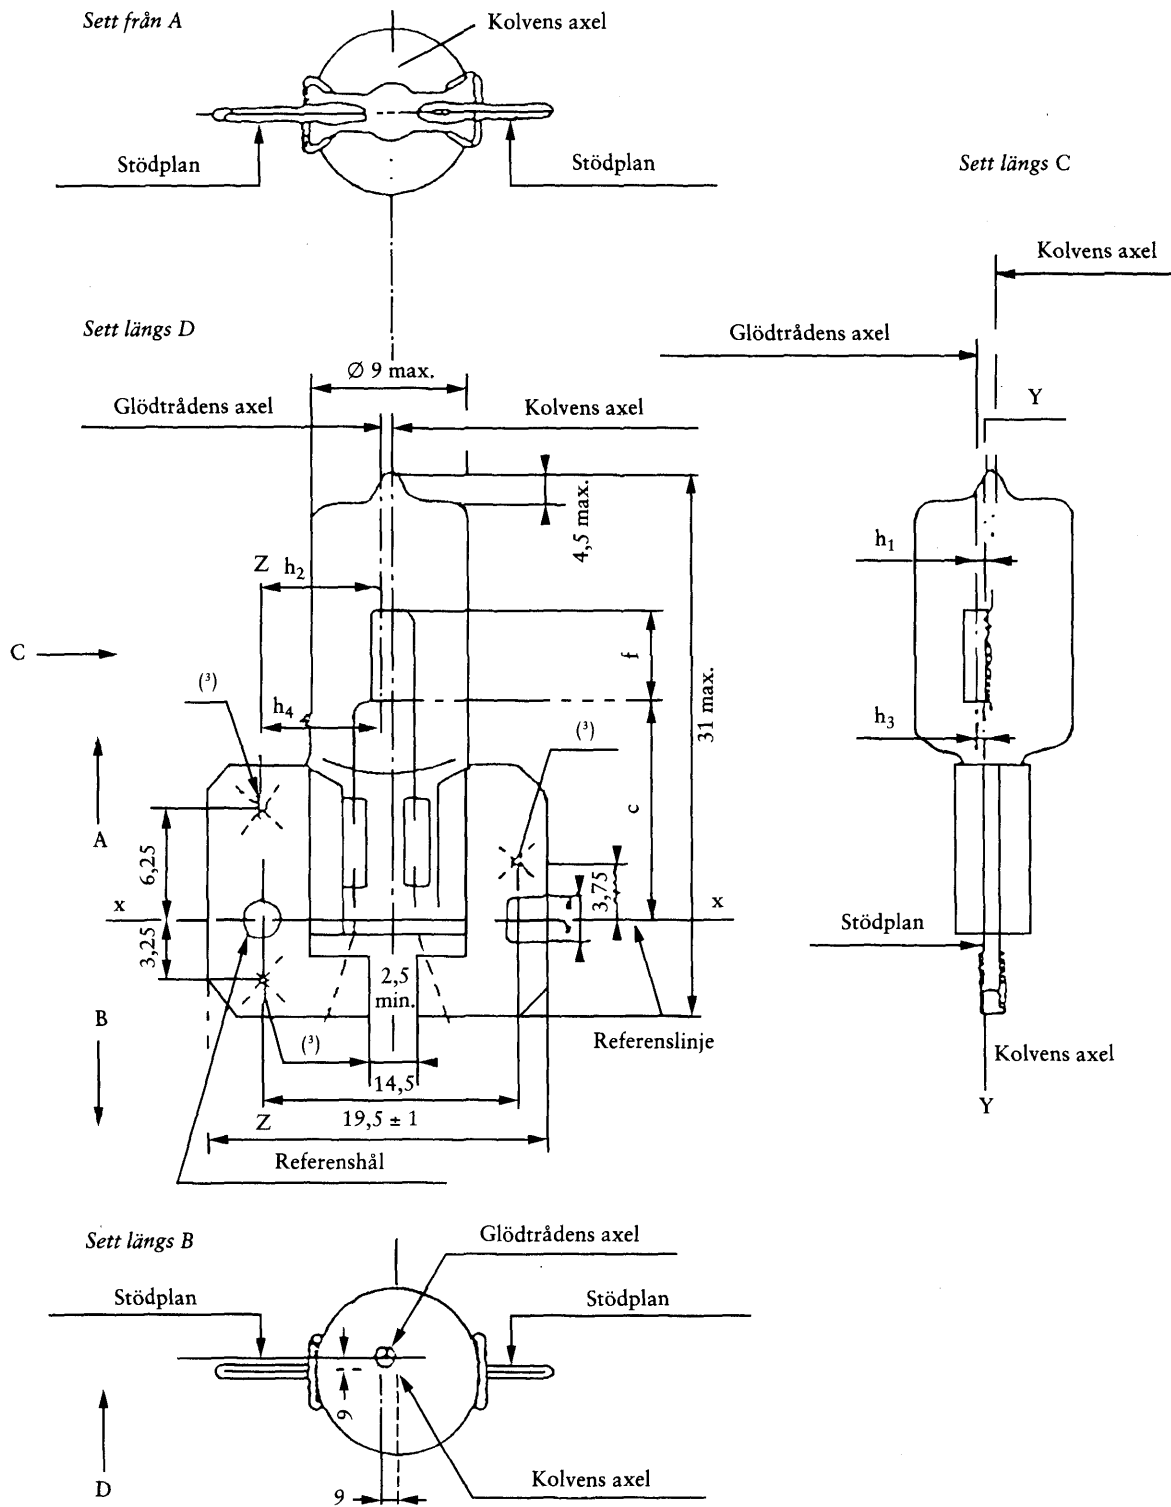 Sett från A
Kolvens axel
Stödplan
Stödplan
Sett längs C
Kolvens axel
Sett längs D
Glödtrådens axel
Ø 9 max.
Y
Glödtrådens axel
Kolvens axel
4,5 max.
h₁
Z
h₂
C
f
31 max.
(³)
h₄
(³)
h₃
A
6,25
c
3,75
x
x
Stödplan
3,25
2,5
min.
B
(³)
Referenslinje
Kolvens axel
14,5
Z
19,5 ± 1
Y
Referenshål
Sett längs B
Glödtrådens axel
Stödplan
Stödplan
9
D
Kolvens axel
9